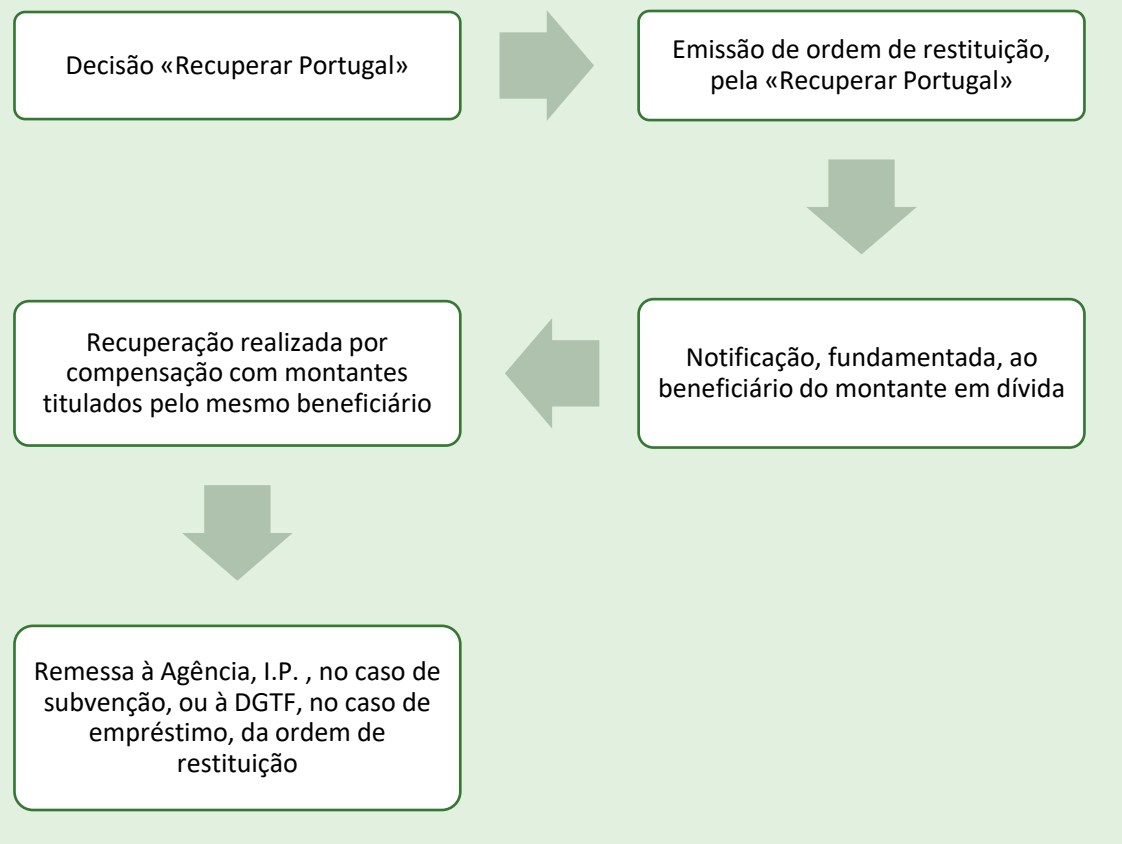 Decisão «Recuperar Portugal»
Emissão de ordem de restituição,
pela «Recuperar Portugal»
Notificação, fundamentada, ao
beneficiário do montante em dívida
Recuperação realizada por
compensação com montantes
titulados pelo mesmo beneficiário
Remessa à Agência, I.P. , no caso de
subvenção, ou à DGTF, no caso de
empréstimo, da ordem de
restituição